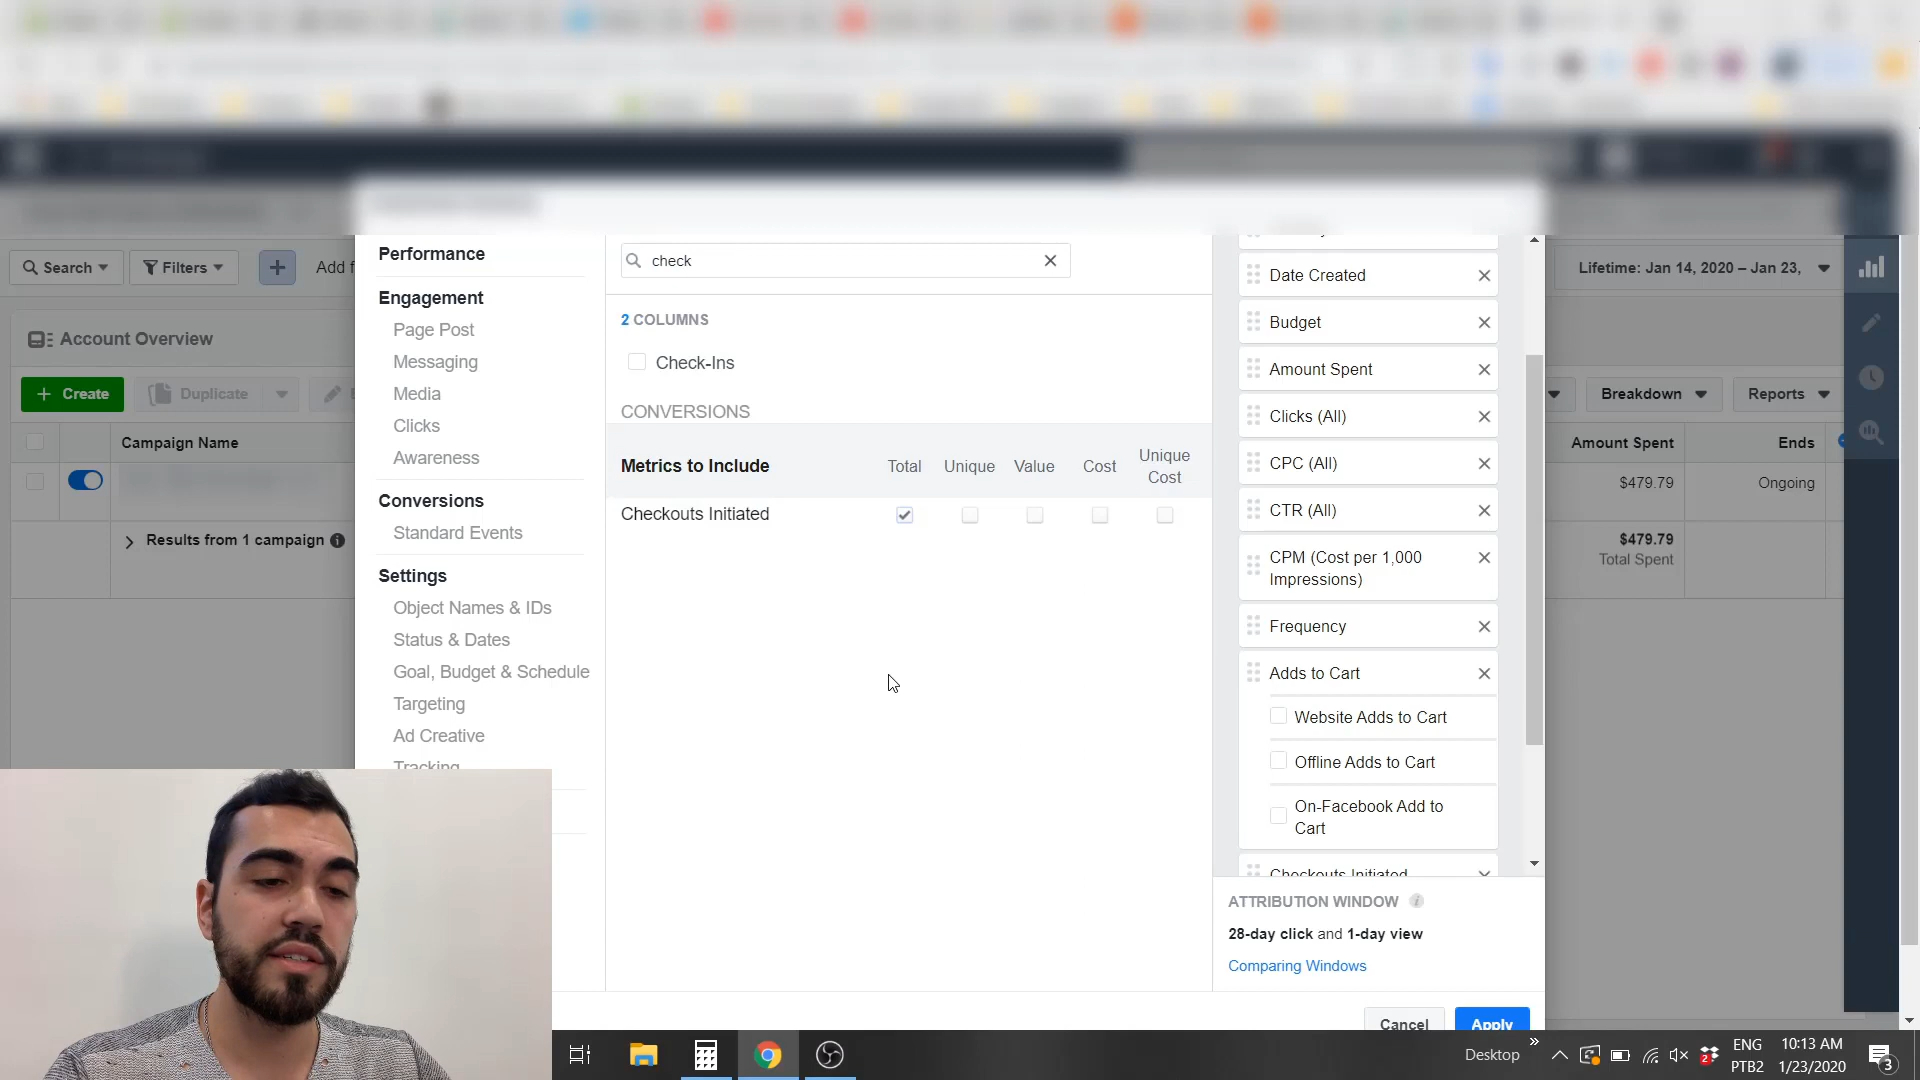 Search
Filters
Add f
Lifetime: Jan 14, 2020 – Jan 23,
Account Overview
Create
Duplicate
Breakdown
Reports
Campaign Name
Amount Spent
Ends
$479.79
Ongoing
Results from 1 campaign
$479.79
Total Spent
Performance
Engagement
Page Post
Messaging
Media
Clicks
Awareness
Conversions
Standard Events
Settings
Object Names & IDs
Status & Dates
Goal, Budget & Schedule
Targeting
Ad Creative
Tracking
check
2 COLUMNS
Check-Ins
CONVERSIONS
Metrics to Include
Total
Unique
Value
Cost
Unique
Cost
Checkouts Initiated
Date Created
Budget
Amount Spent
Clicks (All)
CPC (All)
CTR (All)
CPM (Cost per 1,000
Impressions)
Frequency
Adds to Cart
Website Adds to Cart
Offline Adds to Cart
On-Facebook Add to
Cart
Checkouts Initiated
ATTRIBUTION WINDOW
28-day click and 1-day view
Comparing Windows
Cancel
Apply
Desktop
2
ENG
PTB2
10:13 AM
1/23/2020
3